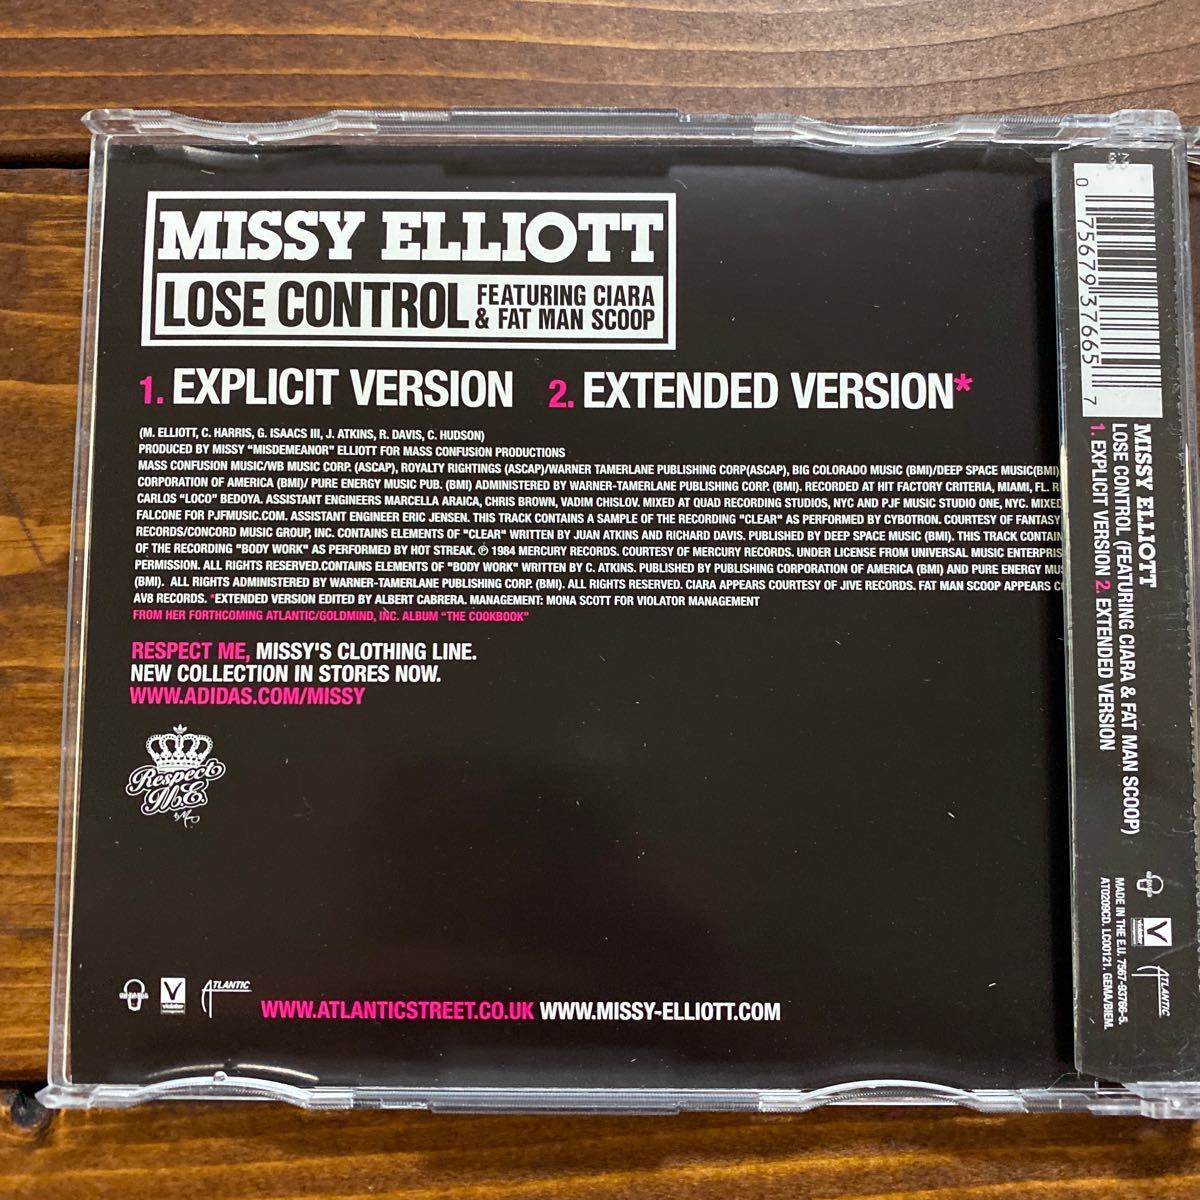 MISSY ELLIOTT
LOSE CONTROL FEATURING CIARA
& FAT MAN SCOOP
1. EXPLICIT VERSION 2. EXTENDED VERSION*
(M. ELLIOTT, C. HARRIS, G. ISAACS III, J. ATKINS, R. DAVIS, C. HUDSON)
PRODUCED BY MISSY "MISDEMEANOR" ELLIOTT FOR MASS CONFUSION PRODUCTIONS
MASS CONFUSION MUSIC/WB MUSIC CORP. (ASCAP), ROYALTY RIGHTINGS (ASCAP)/WARNER TAMERLANE PUBLISHING CORP(ASCAP), BIG COLORADO MUSIC (BMI)/DEEP SPACE MUSIC(BMI)
CORPORATION OF AMERICA (BMI)/ PURE ENERGY MUSIC PUB. (BMI) ADMINISTERED BY WARNER-TAMERLANE PUBLISHING CORP. (BMI). RECORDED AT HIT FACTORY CRITERIA, MIAMI, FL.
CARLOS "LOCO" BEDOYA. ASSISTANT ENGINEERS MARCELLA ARAICA, CHRIS BROWN, VADIM CHISLOV. MIXED AT QUAD RECORDING STUDIOS, NYC AND PJF MUSIC STUDIO ONE, NYC. MIXED
FALCONE FOR PJFMUSIC.COM. ASSISTANT ENGINEER ERIC JENSEN. THIS TRACK CONTAINS A SAMPLE OF THE RECORDING "CLEAR" AS PERFORMED BY CYBOTRON. COURTESY OF FANTASY
RECORDS/CONCORD MUSIC GROUP, INC. CONTAINS ELEMENTS OF "CLEAR" WRITTEN BY JUAN ATKINS AND RICHARD DAVIS. PUBLISHED BY DEEP SPACE MUSIC (BMI). THIS TRACK CONTAIN
OF THE RECORDING "BODY WORK" AS PERFORMED BY HOT STREAK. ℗ 1984 MERCURY RECORDS. COURTESY OF MERCURY RECORDS. UNDER LICENSE FROM UNIVERSAL MUSIC ENTERPRIS
PERMISSION. ALL RIGHTS RESERVED.CONTAINS ELEMENTS OF "BODY WORK" WRITTEN BY C. ATKINS. PUBLISHED BY PUBLISHING CORPORATION OF AMERICA (BMI) AND PURE ENERGY MUS
(BMI). ALL RIGHTS ADMINISTERED BY WARNER-TAMERLANE PUBLISHING CORP. (BMI). ALL RIGHTS RESERVED. CIARA APPEARS COURTESY OF JIVE RECORDS. FAT MAN SCOOP APPEARS
AV8 RECORDS. *EXTENDED VERSION EDITED BY ALBERT CABRERA. MANAGEMENT: MONA SCOTT FOR VIOLATOR MANAGEMENT
FROM HER FORTHCOMING ATLANTIC/GOLDMIND, INC. ALBUM "THE COOKBOOK"
RESPECT ME, MISSY'S CLOTHING LINE.
NEW COLLECTION IN STORES NOW.
WWW.ADIDAS.COM/MISSY
Respect
M.E.
V
Violator
ATLANTIC
WWW.ATLANTICSTREET.CO.UK WWW.MISSY-ELLIOTT.COM
0 75679 37665 7
MISSY ELLIOTT
LOSE CONTROL (FEATURING CIARA & FAT MAN SCOOP)
1. EXPLICIT VERSION 2. EXTENDED VERSION
V
Violator
ATLANTIC
MADE IN THE E.U. 7567-93766-5.
AT0209CD. LC00121. GEMA/BIEM.